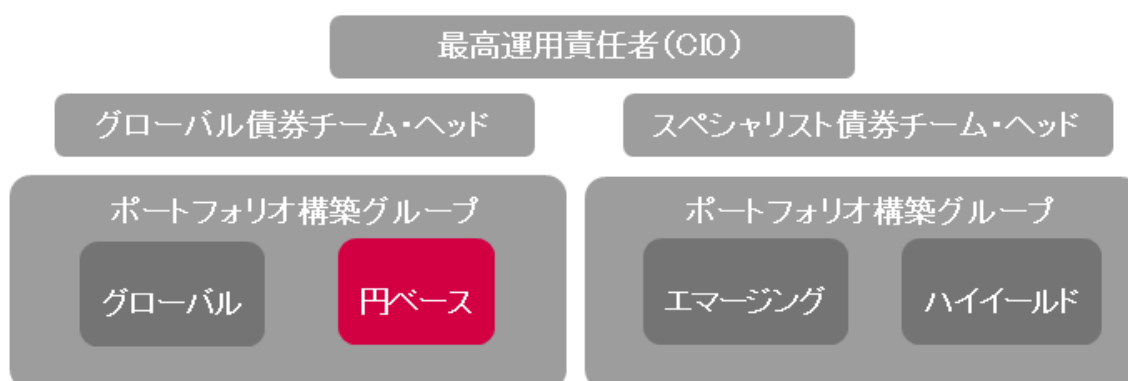 最高運用責任者(CIO)
グローバル債券チーム・ヘッド
スペシャリスト債券チーム・ヘッド
ポートフォリオ構築グループ
グローバル
円ベース
ポートフォリオ構築グループ
エマージング
ハイイールド